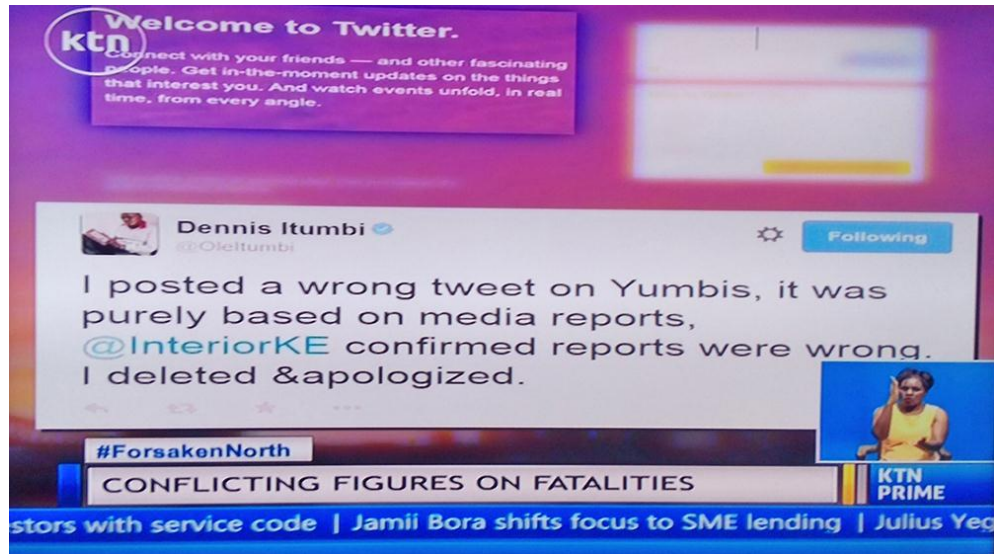 ktn
Welcome to Twitter.
Connect with your friends — and other fascinating
people. Get in-the-moment updates on the things
that interest you. And watch events unfold, in real
time, from every angle.
Dennis Itumbi
@OleItumbi
Following
I posted a wrong tweet on Yumbis, it was
purely based on media reports,
@InteriorKE confirmed reports were wrong.
I deleted &apologized.
#ForsakenNorth
CONFLICTING FIGURES ON FATALITIES
KTN
PRIME
stors with service code | Jamii Bora shifts focus to SME lending | Julius Yeg